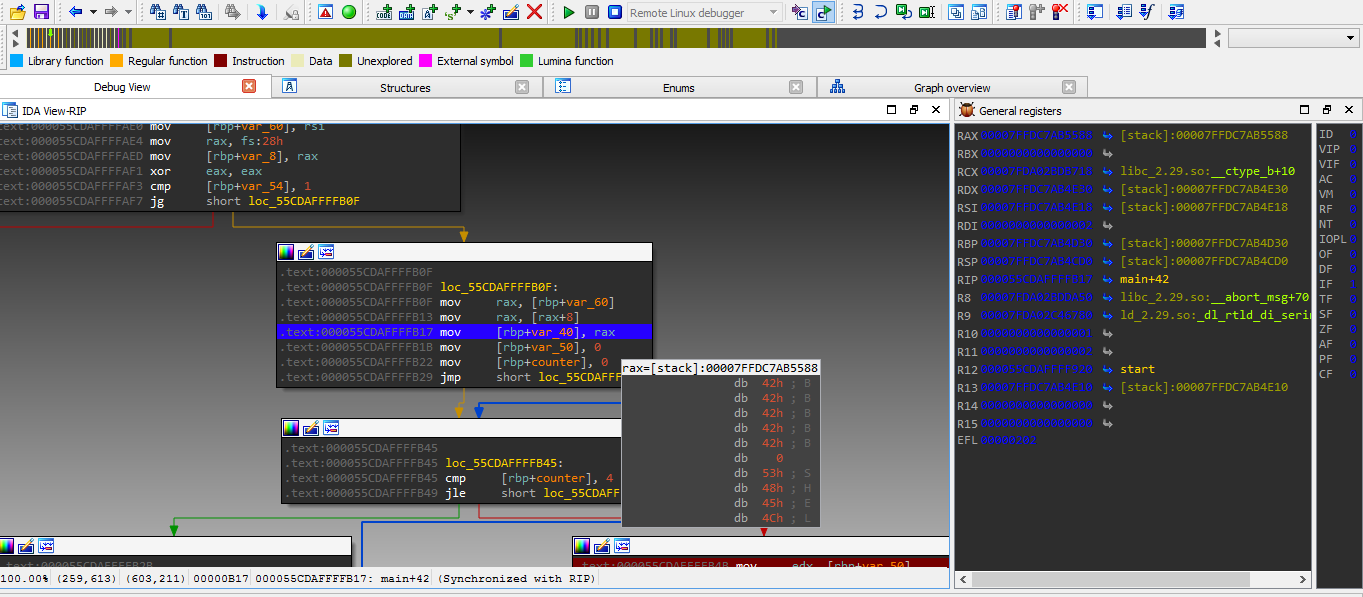 Remote Linux debugger
Library function Regular function Instruction Data Unexplored External symbol Lumina function
Debug View Structures Enums Graph overview
IDA View-RIP
text:000055CDAFFFFAE0 mov [rbp+var_60], rsi
text:000055CDAFFFFAE4 mov rax, fs:28h
text:000055CDAFFFFAED mov [rbp+var_8], rax
text:000055CDAFFFFAF1 xor eax, eax
text:000055CDAFFFFAF3 cmp [rbp+var_54], 1
text:000055CDAFFFFAF7 jg short loc_55CDAFFFFB0F
.text:000055CDAFFFFB0F
.text:000055CDAFFFFB0F loc_55CDAFFFFB0F:
.text:000055CDAFFFFB0F mov rax, [rbp+var_60]
.text:000055CDAFFFFB13 mov rax, [rax+8]
.text:000055CDAFFFFB17 mov [rbp+var_40], rax
.text:000055CDAFFFFB1B mov [rbp+var_50], 0
.text:000055CDAFFFFB22 mov [rbp+counter], 0
.text:000055CDAFFFFB29 jmp short loc_55CDAFFF
rax=[stack]:00007FFDC7AB5588
db 42h ; B
db 42h ; B
db 42h ; B
db 42h ; B
db 42h ; B
db 0
db 53h ; S
db 48h ; H
db 45h ; E
db 4Ch ; L
.text:000055CDAFFFFB45
.text:000055CDAFFFFB45 loc_55CDAFFFFB45:
.text:000055CDAFFFFB45 cmp [rbp+counter], 4
.text:000055CDAFFFFB49 jle short loc_55CDAFF
.text:000055CDAFFFFB2B
.text:000055CDAFFFFB4B mov edx, [rbp+var_50]
100.00% (259,613) (603,211) 00000B17 000055CDAFFFFB17: main+42 (Synchronized with RIP)
General registers
RAX 00007FFDC7AB5588 [stack]:00007FFDC7AB5588
RBX 0000000000000000
RCX 00007FDA02BDB718 libc_2.29.so:__ctype_b+10
RDX 00007FFDC7AB4E30 [stack]:00007FFDC7AB4E30
RSI 00007FFDC7AB4E18 [stack]:00007FFDC7AB4E18
RDI 0000000000000002
RBP 00007FFDC7AB4D30 [stack]:00007FFDC7AB4D30
RSP 00007FFDC7AB4CD0 [stack]:00007FFDC7AB4CD0
RIP 000055CDAFFFFB17 main+42
R8 00007FDA02BDDA50 libc_2.29.so:__abort_msg+70
R9 00007FDA02C46780 ld_2.29.so:_dl_rtld_di_serin
R10 0000000000000001
R11 0000000000000002
R12 000055CDAFFFF920 start
R13 00007FFDC7AB4E10 [stack]:00007FFDC7AB4E10
R14 0000000000000000
R15 0000000000000000
EFL 00000202
ID 0
VIP 0
VIF 0
AC 0
VM 0
RF 0
NT 0
IOPL 0
OF 0
DF 0
IF 1
TF 0
SF 0
ZF 0
AF 0
PF 0
CF 0